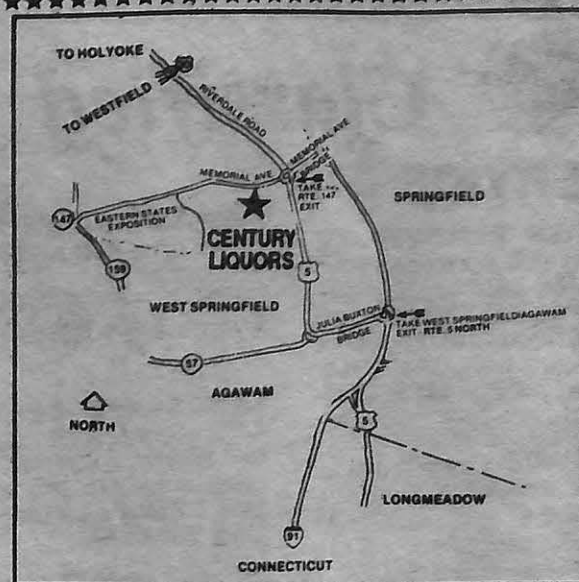 TO HOLYOKE
TO WESTFIELD
RIVERDALE ROAD
MEMORIAL AVE
BRIDGE
MEMORIAL AVE.
TAKE
RTE. 147
EXIT
SPRINGFIELD
147
EASTERN STATES
EXPOSITION
159
CENTURY
LIQUORS
5
WEST SPRINGFIELD
JULIA BUXTON
BRIDGE
TAKE WEST SPRINGFIELD/AGAWAM
EXIT - RTE. 5 NORTH
57
AGAWAM
NORTH
5
LONGMEADOW
91
CONNECTICUT